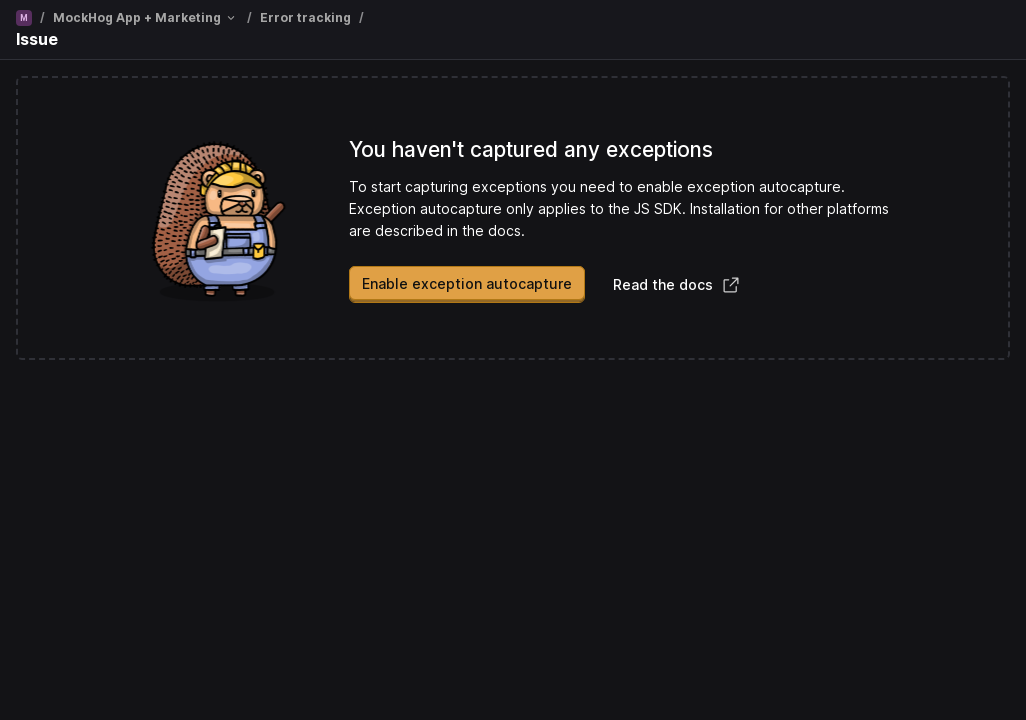 M / MockHog App + Marketing / Error tracking /
Issue
You haven't captured any exceptions
To start capturing exceptions you need to enable exception autocapture.
Exception autocapture only applies to the JS SDK. Installation for other platforms
are described in the docs.
Enable exception autocapture
Read the docs